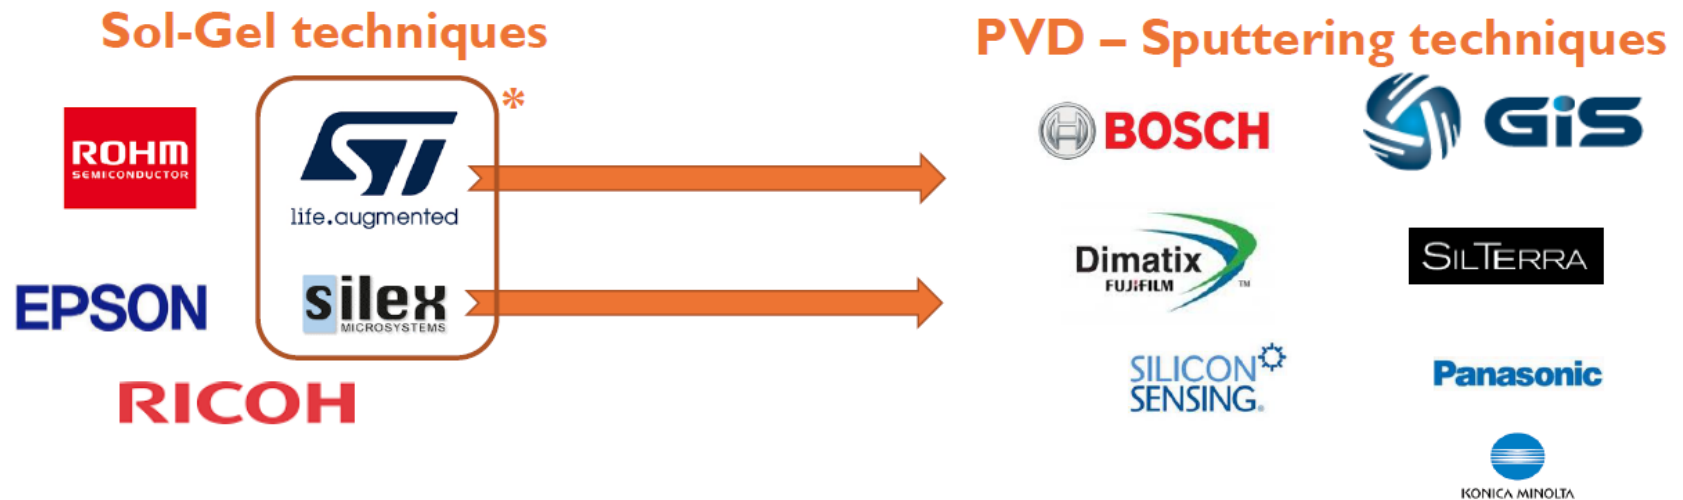 Sol-Gel techniques
PVD – Sputtering techniques
ROHM
SEMICONDUCTOR
ST
life.augmented
*
BOSCH
GiS
EPSON
silex
MICROSYSTEMS
Dimatix
FUJIFILM
TM
SILTERRA
RICOH
SILICON
SENSING®
Panasonic
KONICA MINOLTA